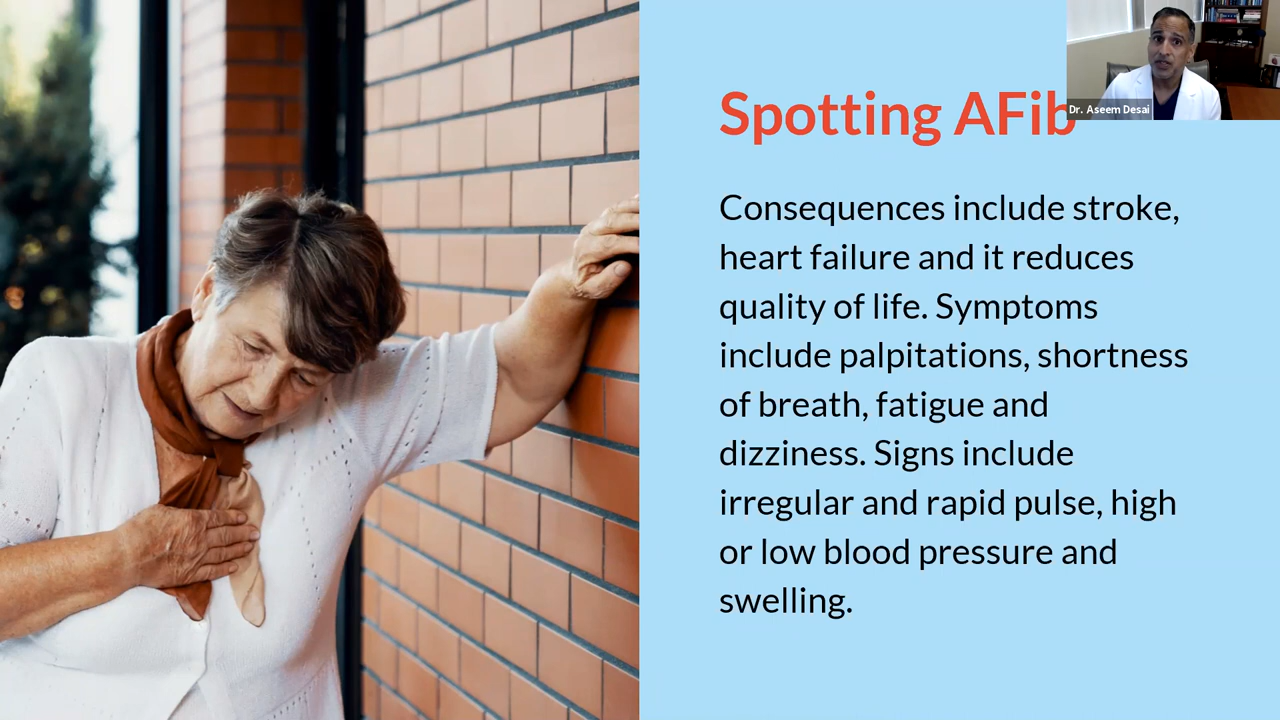 Spotting AFib
Dr. Aseem Desai
Consequences include stroke,
heart failure and it reduces
quality of life. Symptoms
include palpitations, shortness
of breath, fatigue and
dizziness. Signs include
irregular and rapid pulse, high
or low blood pressure and
swelling.